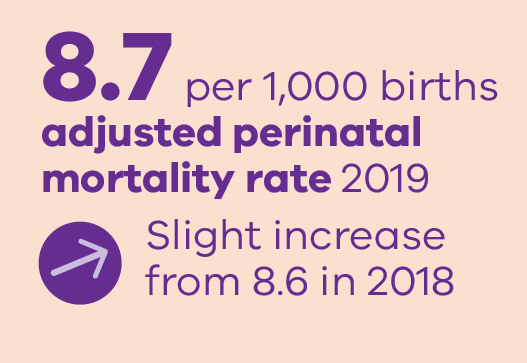 8.7 per 1,000 births
adjusted perinatal
mortality rate 2019
Slight increase
from 8.6 in 2018